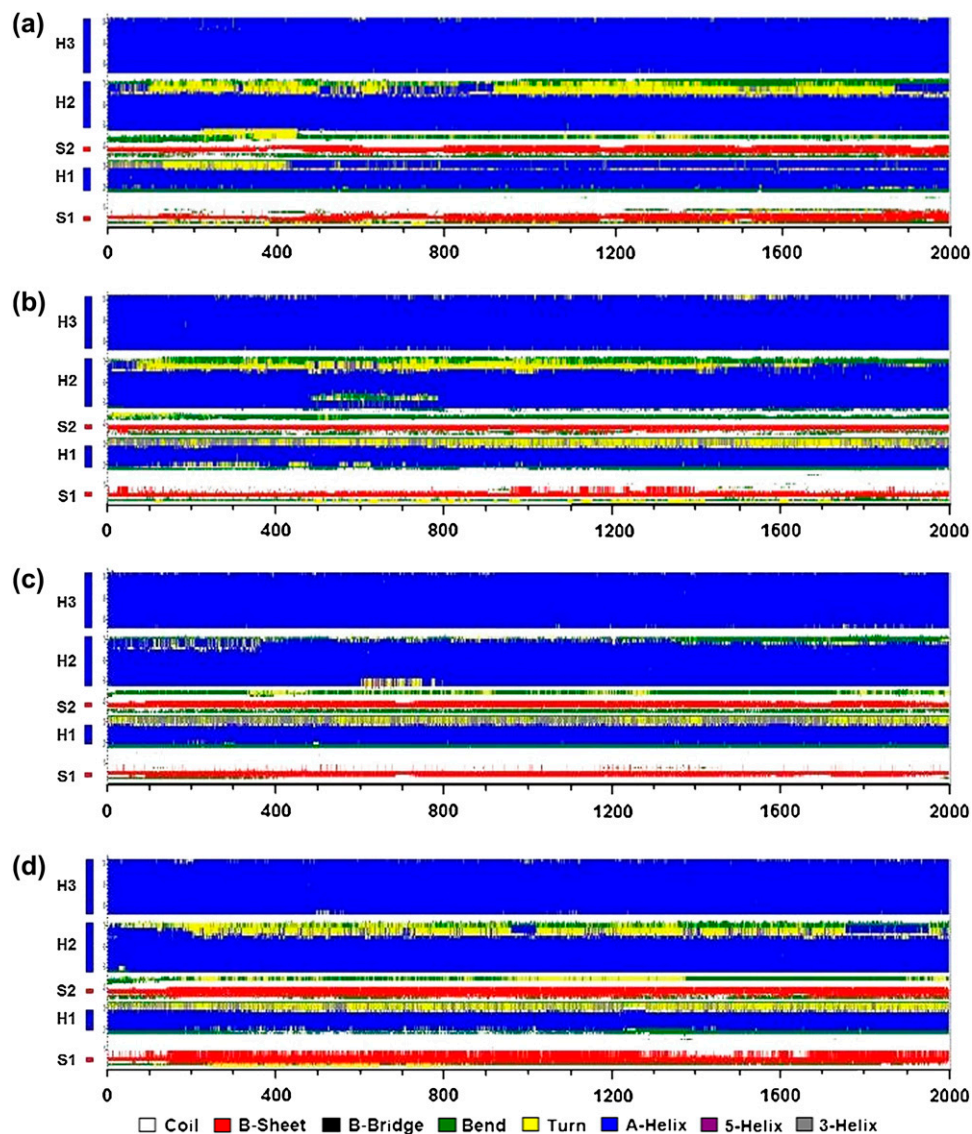 (a)
H3
H2
S2
H1
S1
0 400 800 1200 1600 2000
(b)
H3
H2
S2
H1
S1
0 400 800 1200 1600 2000
(c)
H3
H2
S2
H1
S1
0 400 800 1200 1600 2000
(d)
H3
H2
S2
H1
S1
0 400 800 1200 1600 2000
Coil B-Sheet B-Bridge Bend Turn A-Helix 5-Helix 3-Helix